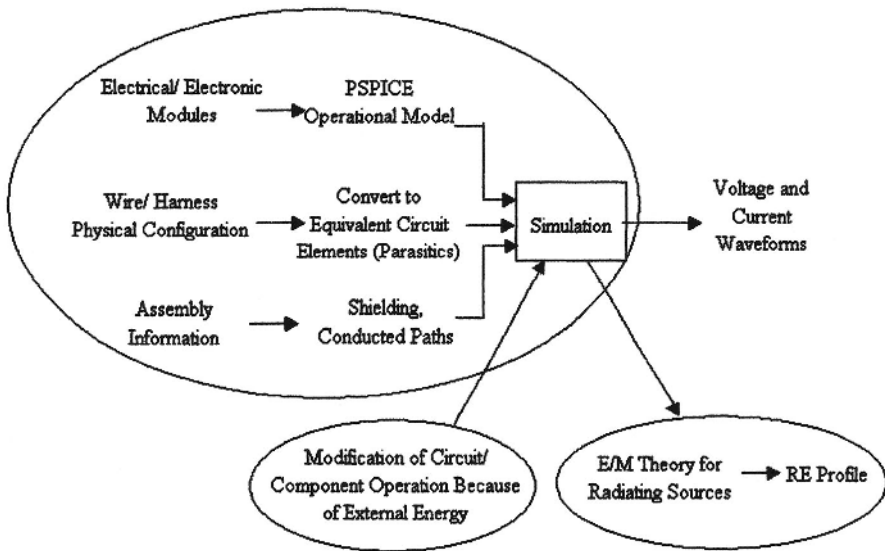 Electrical/ Electronic
Modules
PSPICE
Operational Model
Wire/ Harness
Physical Configuration
Convert to
Equivalent Circuit
Elements (Parasitics)
Simulation
Voltage and
Current
Waveforms
Assembly
Information
Shielding,
Conducted Paths
Modification of Circuit/
Component Operation Because
of External Energy
E/M Theory for
Radiating Sources
RE Profile